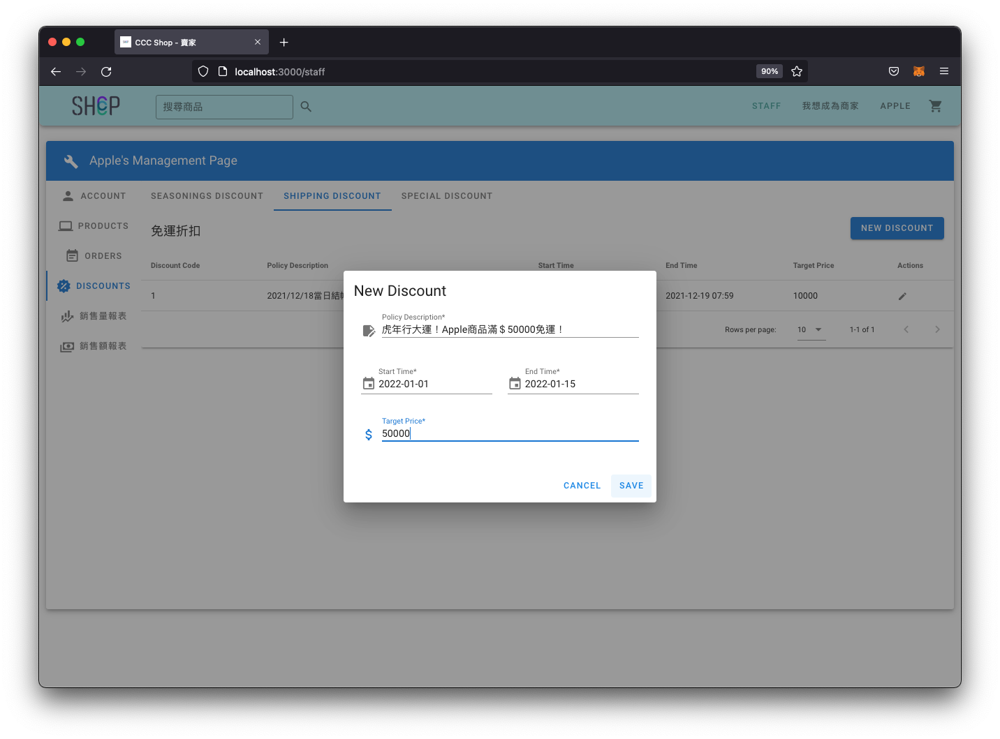 CCC Shop - 賣家
localhost:3000/staff
90%
SHOP
搜尋商品
STAFF
我想成為商家
APPLE
Apple's Management Page
ACCOUNT
PRODUCTS
ORDERS
DISCOUNTS
銷售量報表
銷售額報表
SEASONINGS DISCOUNT
SHIPPING DISCOUNT
SPECIAL DISCOUNT
免運折扣
NEW DISCOUNT
Discount Code
Policy Description
Start Time
End Time
Target Price
Actions
1
2021/12/18當日結
2021-12-19 07:59
10000
Rows per page:
10
1-1 of 1
New Discount
Policy Description*
虎年行大運！Apple商品滿＄50000免運！
Start Time*
2022-01-01
End Time*
2022-01-15
Target Price*
50000
CANCEL
SAVE